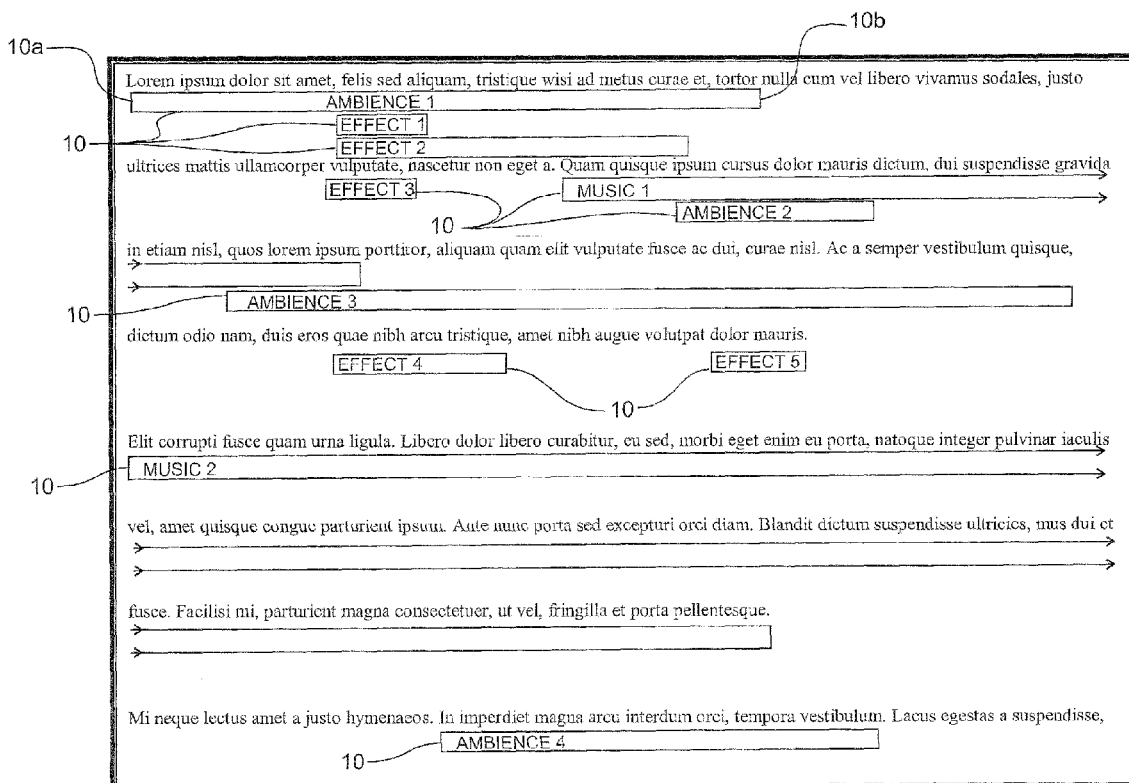 10a 10b
Lorem ipsum dolor sit amet, felis sed aliquam, tristique wisi ad metus curae et, tortor nulla cum vel libero vivamus sodales, justo
AMBIENCE 1
EFFECT 1
10
EFFECT 2
ultrices mattis ullamcorper vulputate, nascetur non eget a. Quam quisque ipsum cursus dolor mauris dictum, dui suspendisse gravida
EFFECT 3 MUSIC 1
10 AMBIENCE 2
in etiam nisl, quos lorem ipsum porttitor, aliquam quam elit vulputate fusce ac dui, curae nisl. Ac a semper vestibulum quisque,
10 AMBIENCE 3
dictum odio nam, duis eros quae nibh arcu tristique, amet nibh augue volutpat dolor mauris.
EFFECT 4 EFFECT 5
10
Elit corrupti fusce quam urna ligula. Libero dolor libero curabitur, eu sed, morbi eget enim eu porta, natoque integer pulvinar iaculis
10 MUSIC 2
vel, amet quisque congue parturient ipsum. Ante nunc porta sed excepturi orci diam. Blandit dictum suspendisse ultricies, mus dui et
fusce. Facilisi mi, parturient magna consectetuer, ut vel, fringilla et porta pellentesque.
Mi neque lectus amet a justo hymenaeos. In imperdiet magna arcu interdum orci, tempora vestibulum. Lacus egestas a suspendisse,
10 AMBIENCE 4